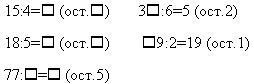 15:4=□ (ост.□) 3□:6=5 (ост.2)
18:5=□ (ост.□) □9:2=19 (ост.1)
77:□=□ (ост.5)